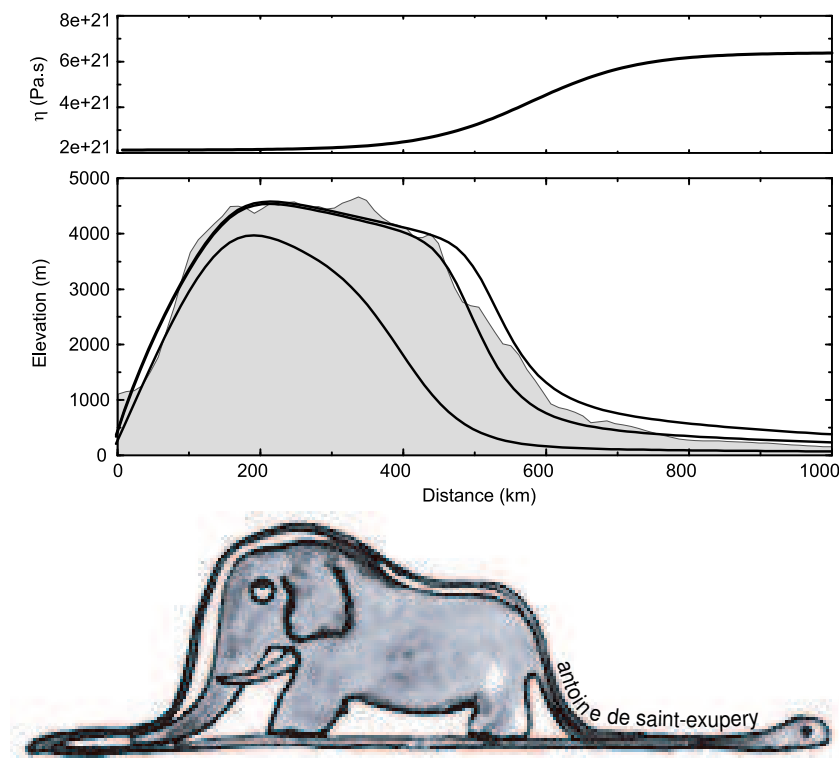 8e+21
6e+21
4e+21
2e+21
η (Pa.s)
5000
4000
3000
2000
1000
0
Elevation (m)
0 200 400 600 800 1000
Distance (km)
antoine de saint-exupery